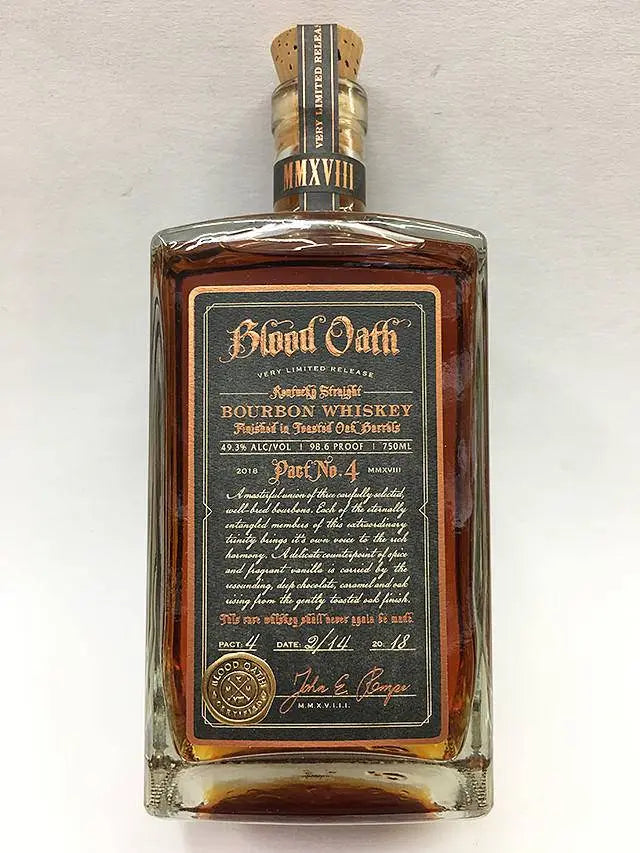 VERY LIMITED RELEA
MMXVIII
Blood Oath
VERY LIMITED RELEASE
Kentucky Straight
BOURBON WHISKEY
Finished in Toasted Oak Barrels
49.3% ALC/VOL | 98.6 PROOF | 750ML
2018 Pact No. 4 MMXVIII
A masterful union of three carefully selected,
well-bred bourbons. Each of the eternally
entangled members of this extraordinary
trinity brings it's own voice to the rich
harmony. A delicate counterpoint of spice
and fragrant vanilla is carried by the
resounding, deep chocolate, caramel and oak
rising from the gently toasted oak finish.
This rare whiskey shall never again be made.
PACT: 4 DATE: 2/14 20: 18
BLOOD OATH
CERTIFIED
John E. Rempe
M.M.X.V.I.I.I.